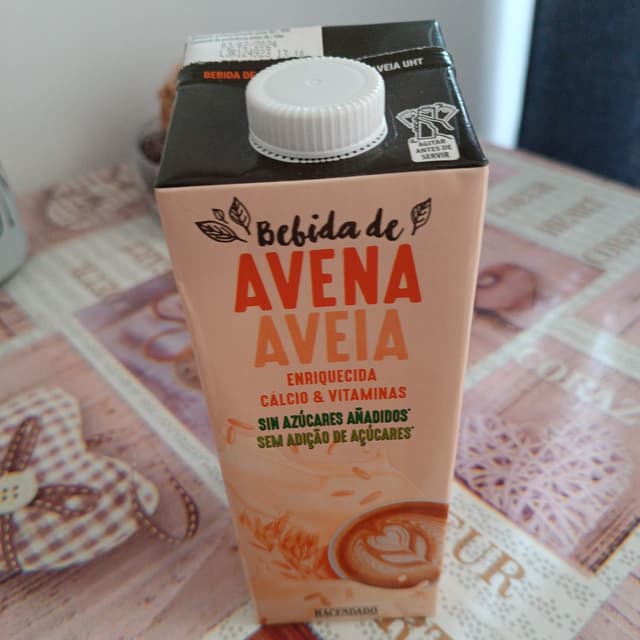 BEBIDA DE
VEIA UHT
AGITAR
ANTES DE
SERVIR
Bebida de
AVENA
AVEIA
ENRIQUECIDA
CÁLCIO & VITAMINAS
SIN AZÚCARES AÑADIDOS*
SEM ADIÇÃO DE AÇÚCARES*
HACENDADO